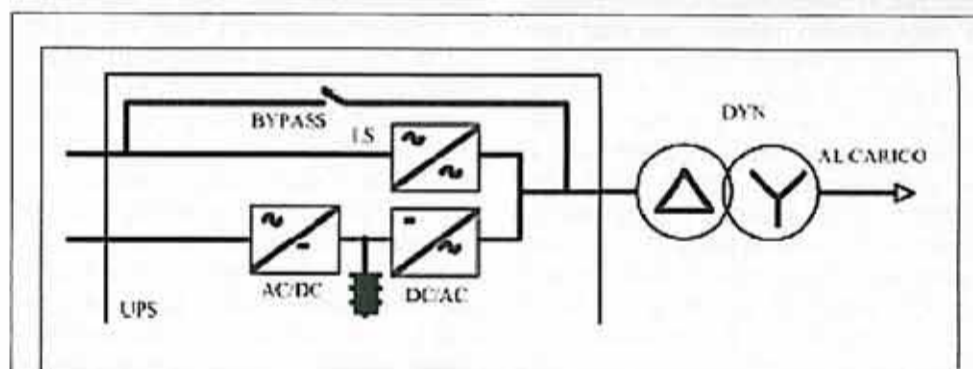 BYPASS
I.S
DYN
AL CARICO
AC/DC
DC/AC
UPS